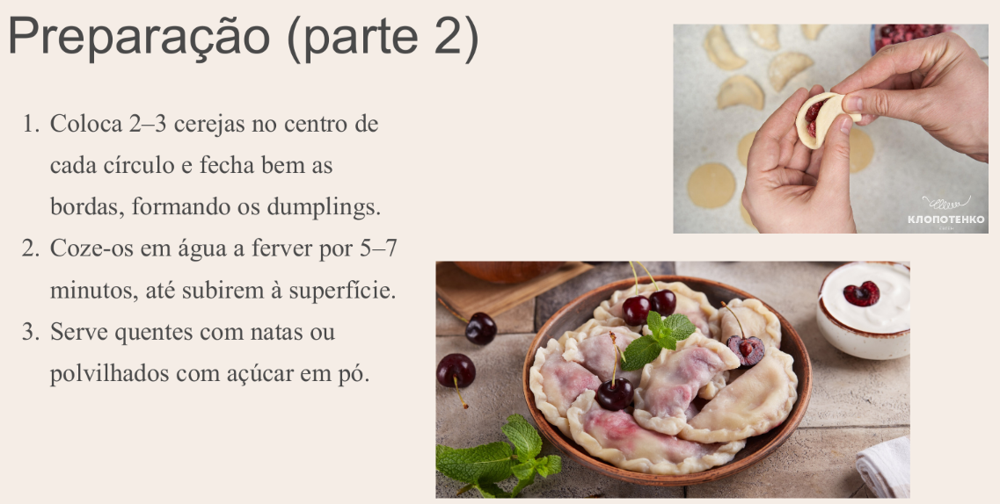 Preparação (parte 2)
1. Coloca 2–3 cerejas no centro de
cada círculo e fecha bem as
bordas, formando os dumplings.
2. Coze-os em água a ferver por 5–7
minutos, até subirem à superfície.
3. Serve quentes com natas ou
polvilhados com açúcar em pó.
КЛОПОТЕНКО